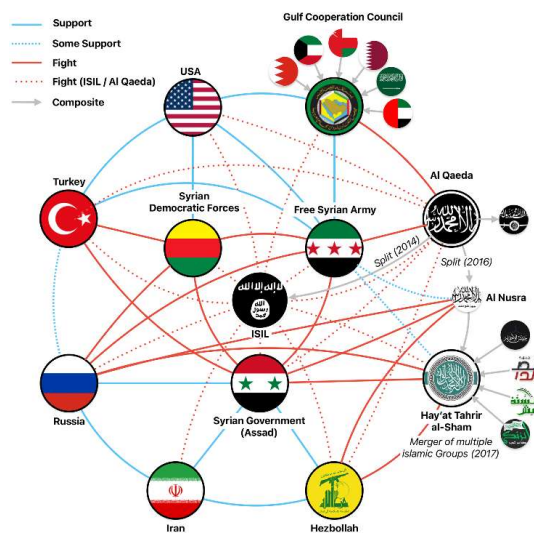 Support
Some Support
Fight
Fight (ISIL / Al Qaeda)
Composite
Gulf Cooperation Council
USA
Turkey
Syrian
Democratic Forces
Free Syrian Army
Al Qaeda
Split (2014)
Split (2016)
Al Nusra
ISIL
Russia
Syrian Government
(Assad)
Hay'at Tahrir
al-Sham
Merger of multiple
islamic Groups (2017)
Iran
Hezbollah